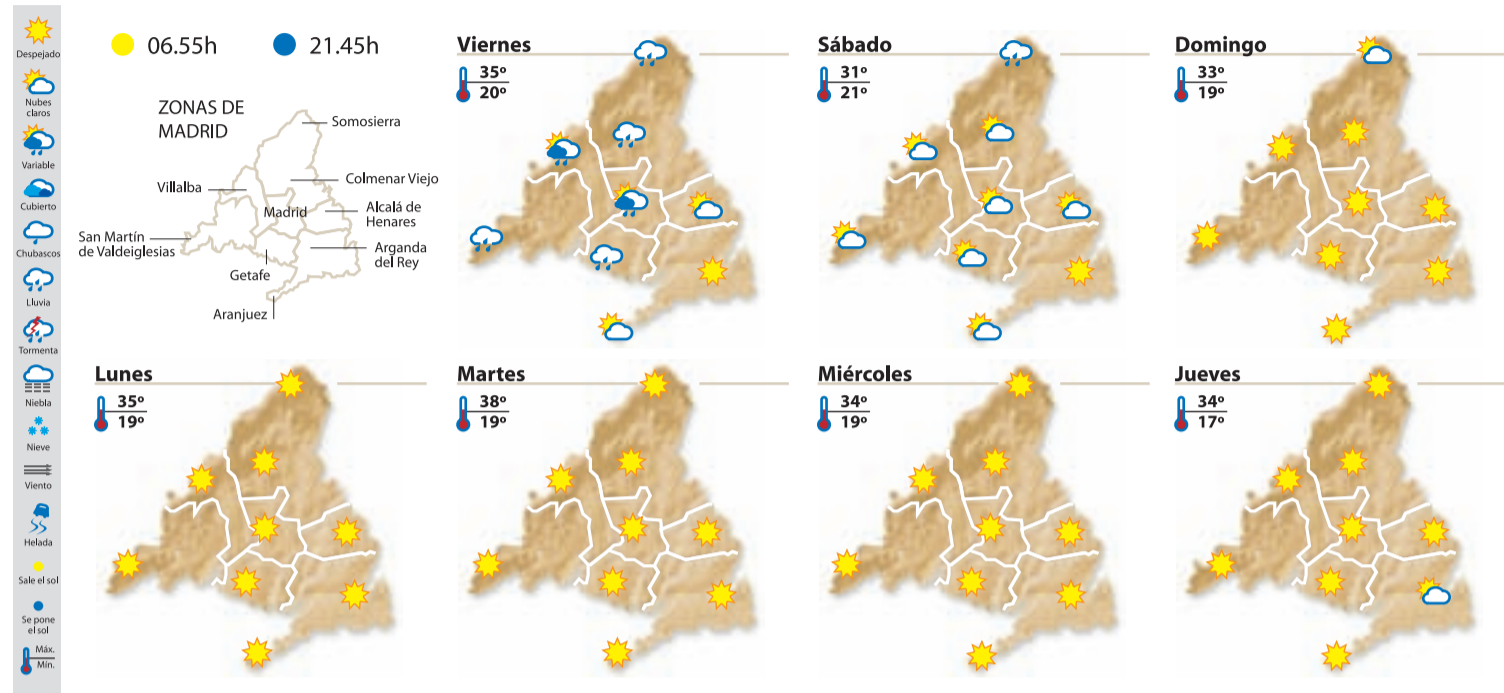 Despejado
Nubes
claros
Variable
Cubierto
Chubascos
Lluvia
Tormenta
Niebla
Nieve
Viento
Helada
Sale el sol
Se pone
el sol
Máx.
Mín.
06.55h
21.45h
ZONAS DE
MADRID
Somosierra
Colmenar Viejo
Villalba
Madrid
Alcalá de
Henares
San Martín
de Valdeiglesias
Arganda
del Rey
Getafe
Aranjuez
Viernes
35º
20º
Sábado
31º
21º
Domingo
33º
19º
Lunes
35º
19º
Martes
38º
19º
Miércoles
34º
19º
Jueves
34º
17º